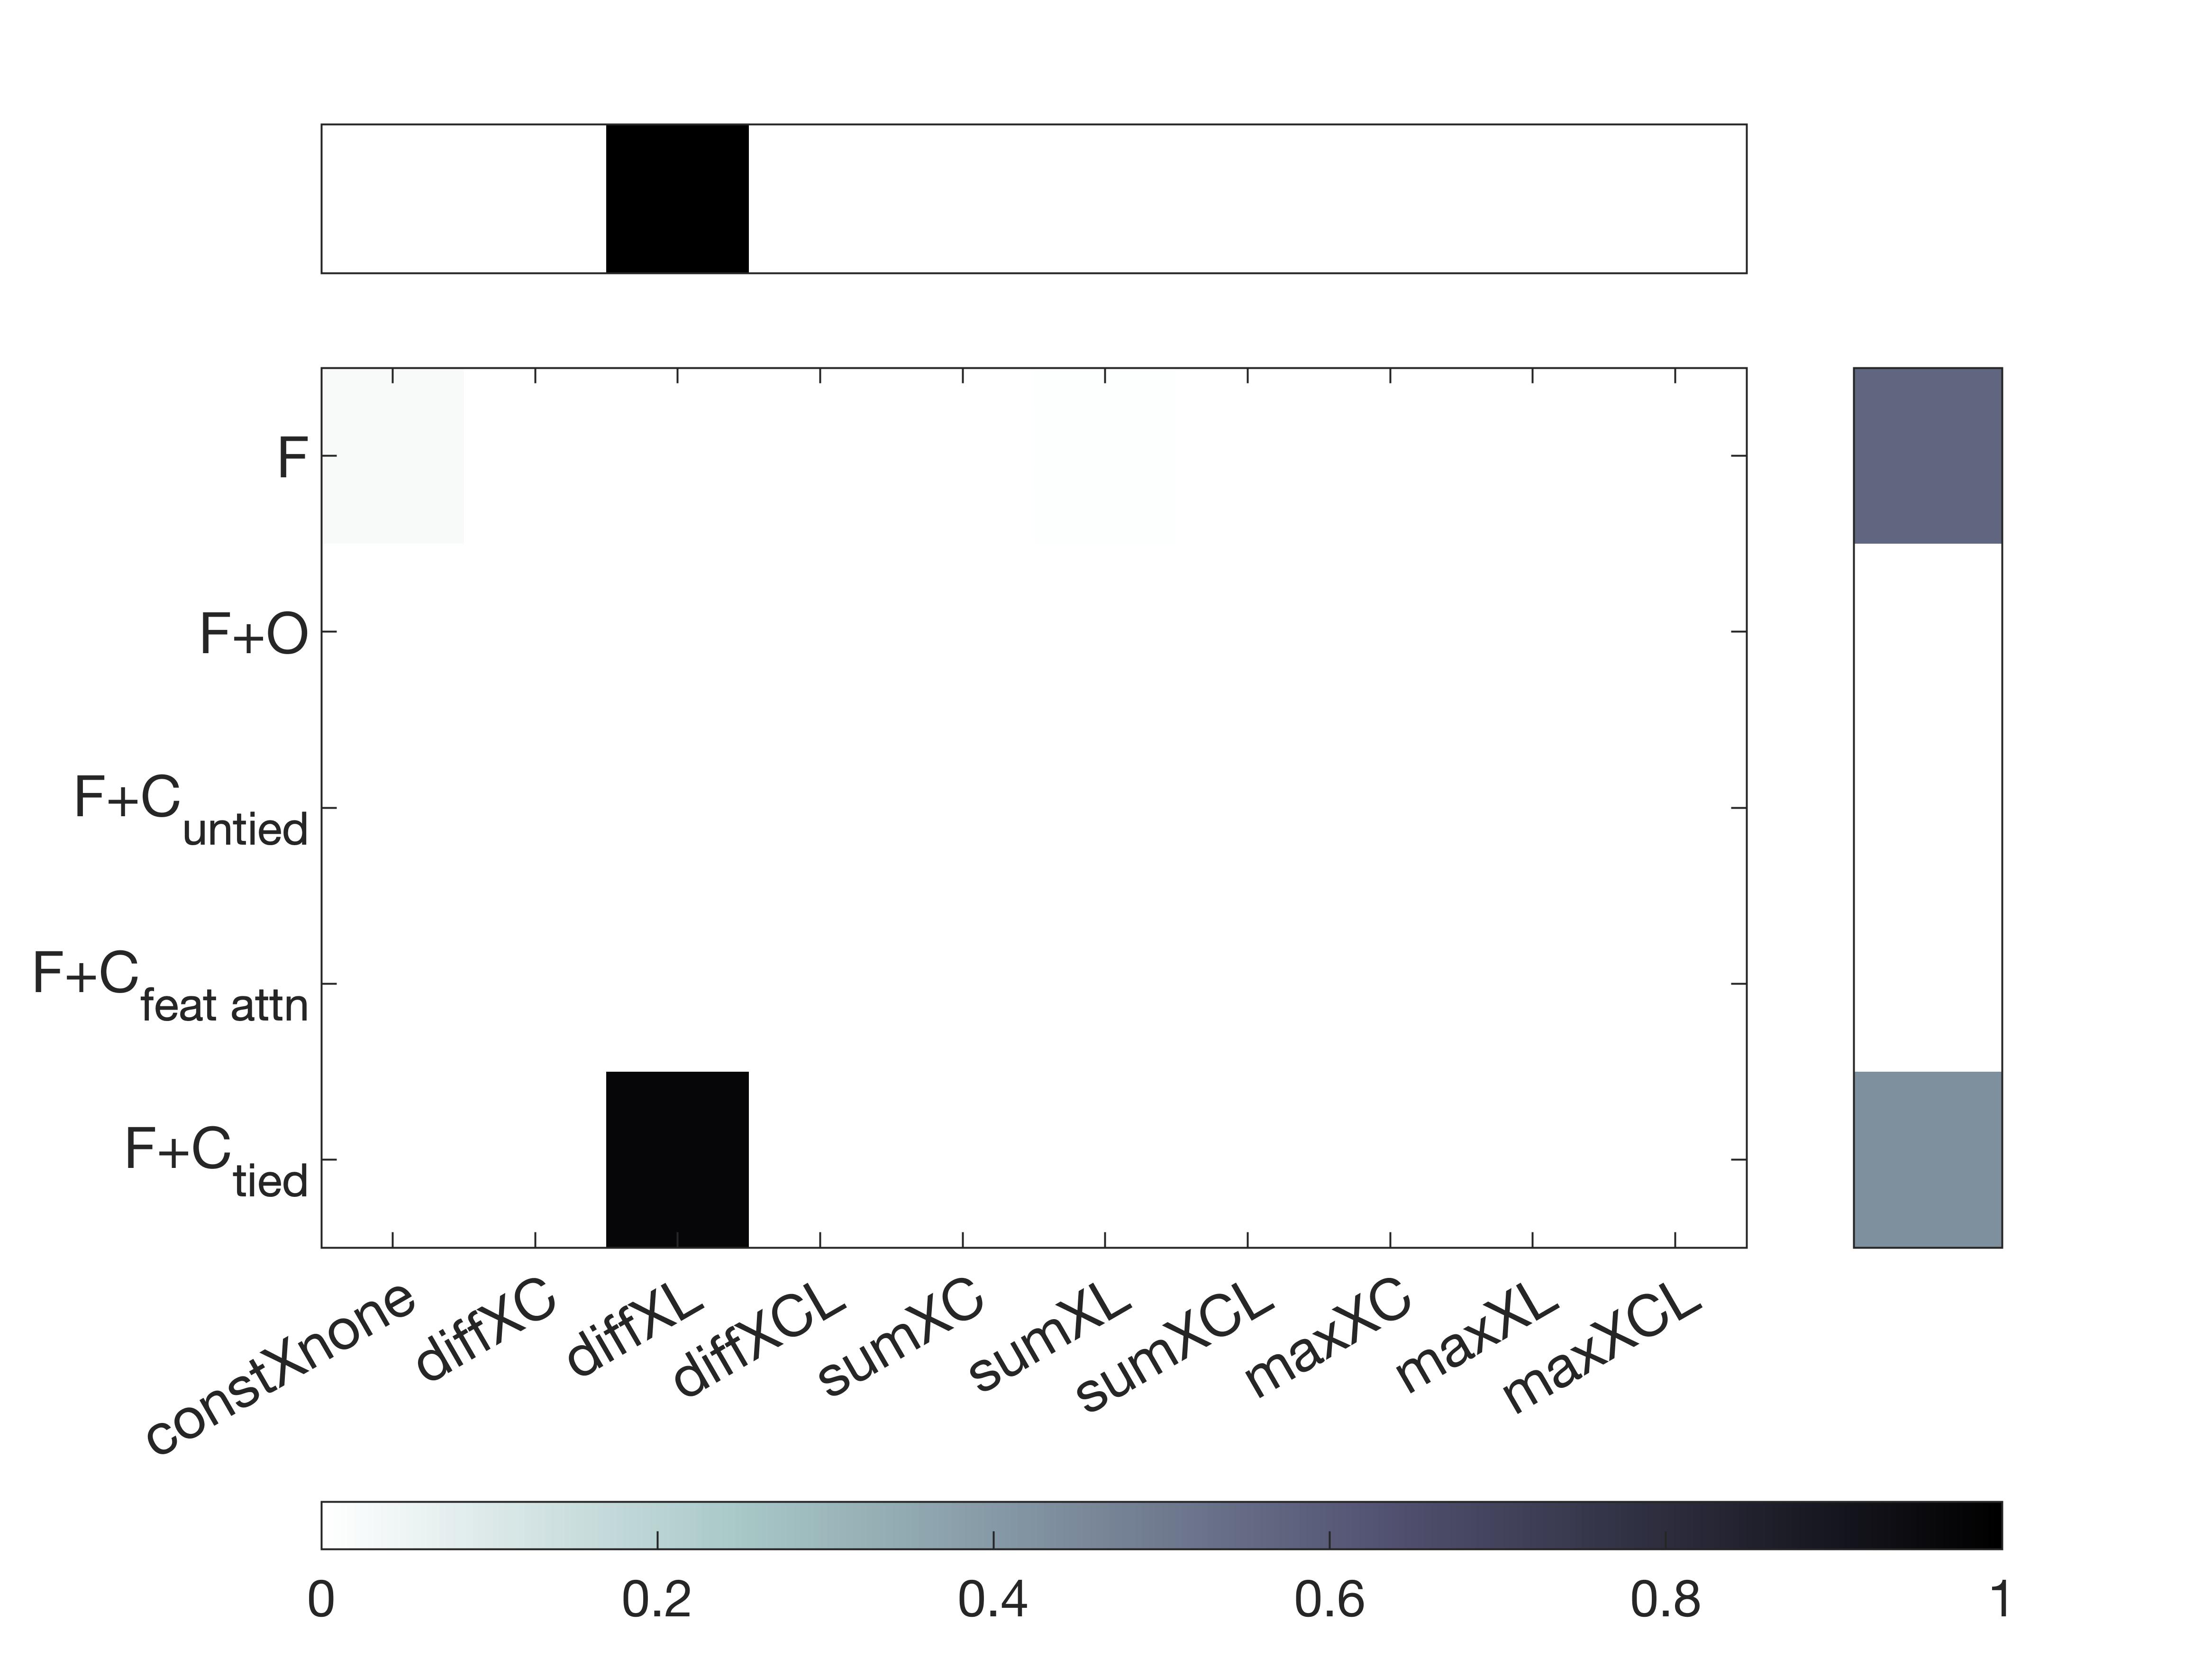 F
F+O
F+C untied
F+C feat attn
F+C tied
constXnone
diffXC
diffXL
diffXCL
sumXC
sumXL
sumXCL
maxXC
maxXL
maxXCL
0 0.2 0.4 0.6 0.8 1